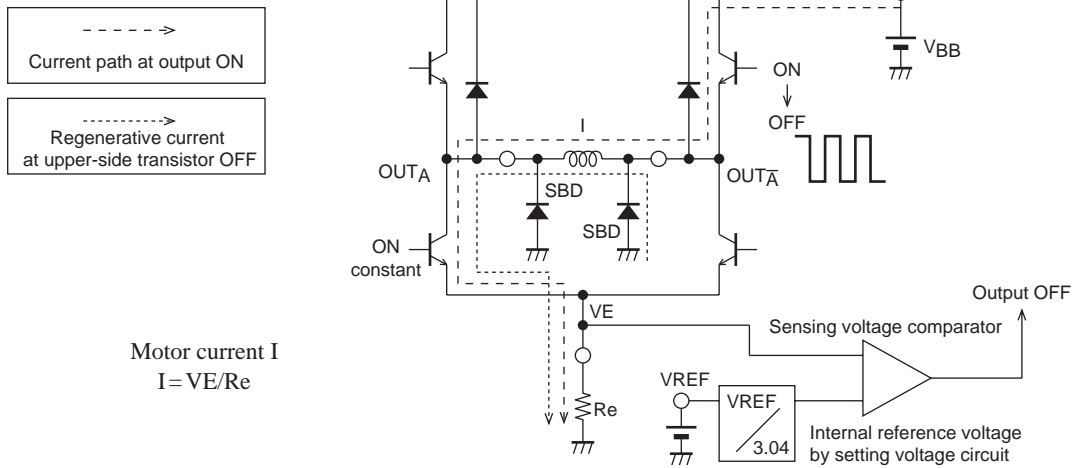 Current path at output ON
Regenerative current
at upper-side transistor OFF
VBB
ON
OFF
I
OUTA
OUTA̅
SBD
SBD
ON
constant
VE
Output OFF
Sensing voltage comparator
Motor current I
I=VE/Re
VREF
Re
VREF
3.04
Internal reference voltage
by setting voltage circuit